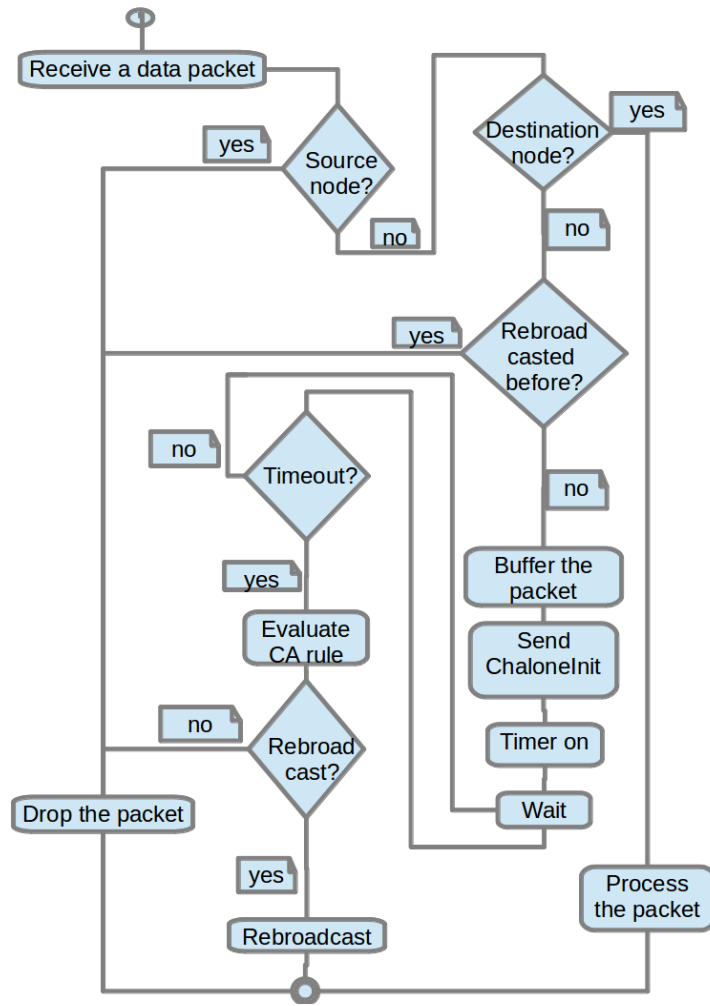 Receive a data packet
yes
Source
node?
no
Destination
node?
yes
no
Rebroad
casted
before?
yes
no
Timeout?
no
yes
Buffer the
packet
Send
ChaloneInit
Timer on
Wait
Evaluate
CA rule
Rebroad
cast?
no
Drop the packet
yes
Rebroadcast
Process
the packet